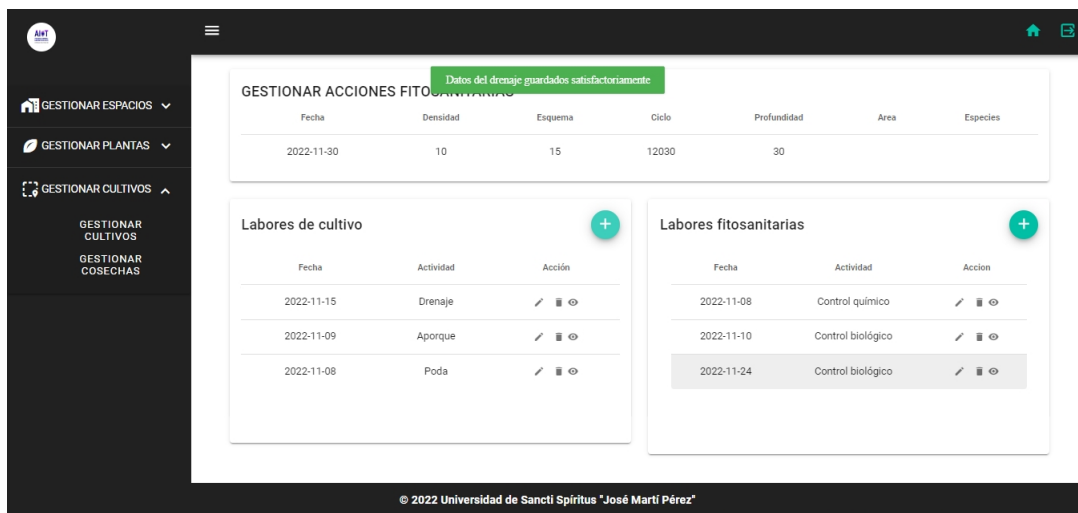 AIoT
Datos del drenaje guardados satisfactoriamente
GESTIONAR ACCIONES FITOSANITARIAS
Fecha Densidad Esquema Ciclo Profundidad Area Especies
2022-11-30 10 15 12030 30
GESTIONAR ESPACIOS
GESTIONAR PLANTAS
GESTIONAR CULTIVOS
GESTIONAR
CULTIVOS
GESTIONAR
COSECHAS
Labores de cultivo
Fecha Actividad Acción
2022-11-15 Drenaje
2022-11-09 Aporque
2022-11-08 Poda
Labores fitosanitarias
Fecha Actividad Accion
2022-11-08 Control químico
2022-11-10 Control biológico
2022-11-24 Control biológico
© 2022 Universidad de Sancti Spíritus "José Martí Pérez"